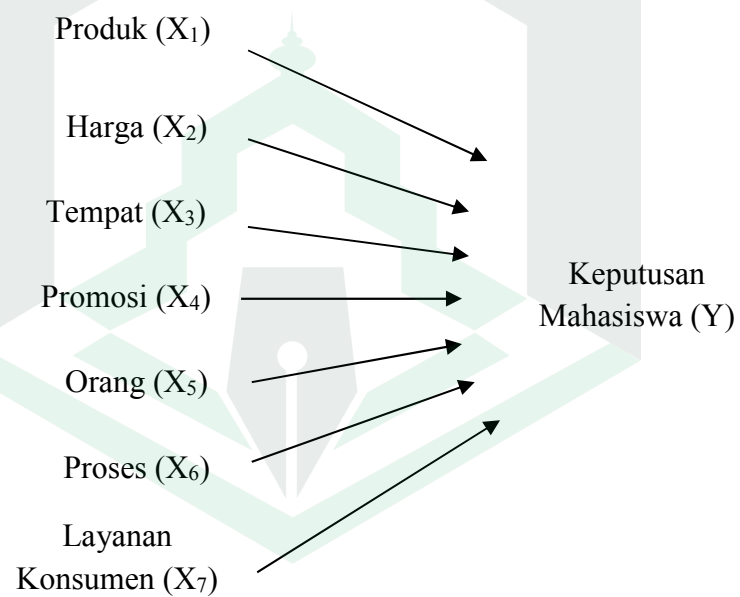 Produk (X₁)
Harga (X₂)
Tempat (X₃)
Promosi (X₄)
Orang (X₅)
Proses (X₆)
Layanan
Konsumen (X₇)
Keputusan
Mahasiswa (Y)